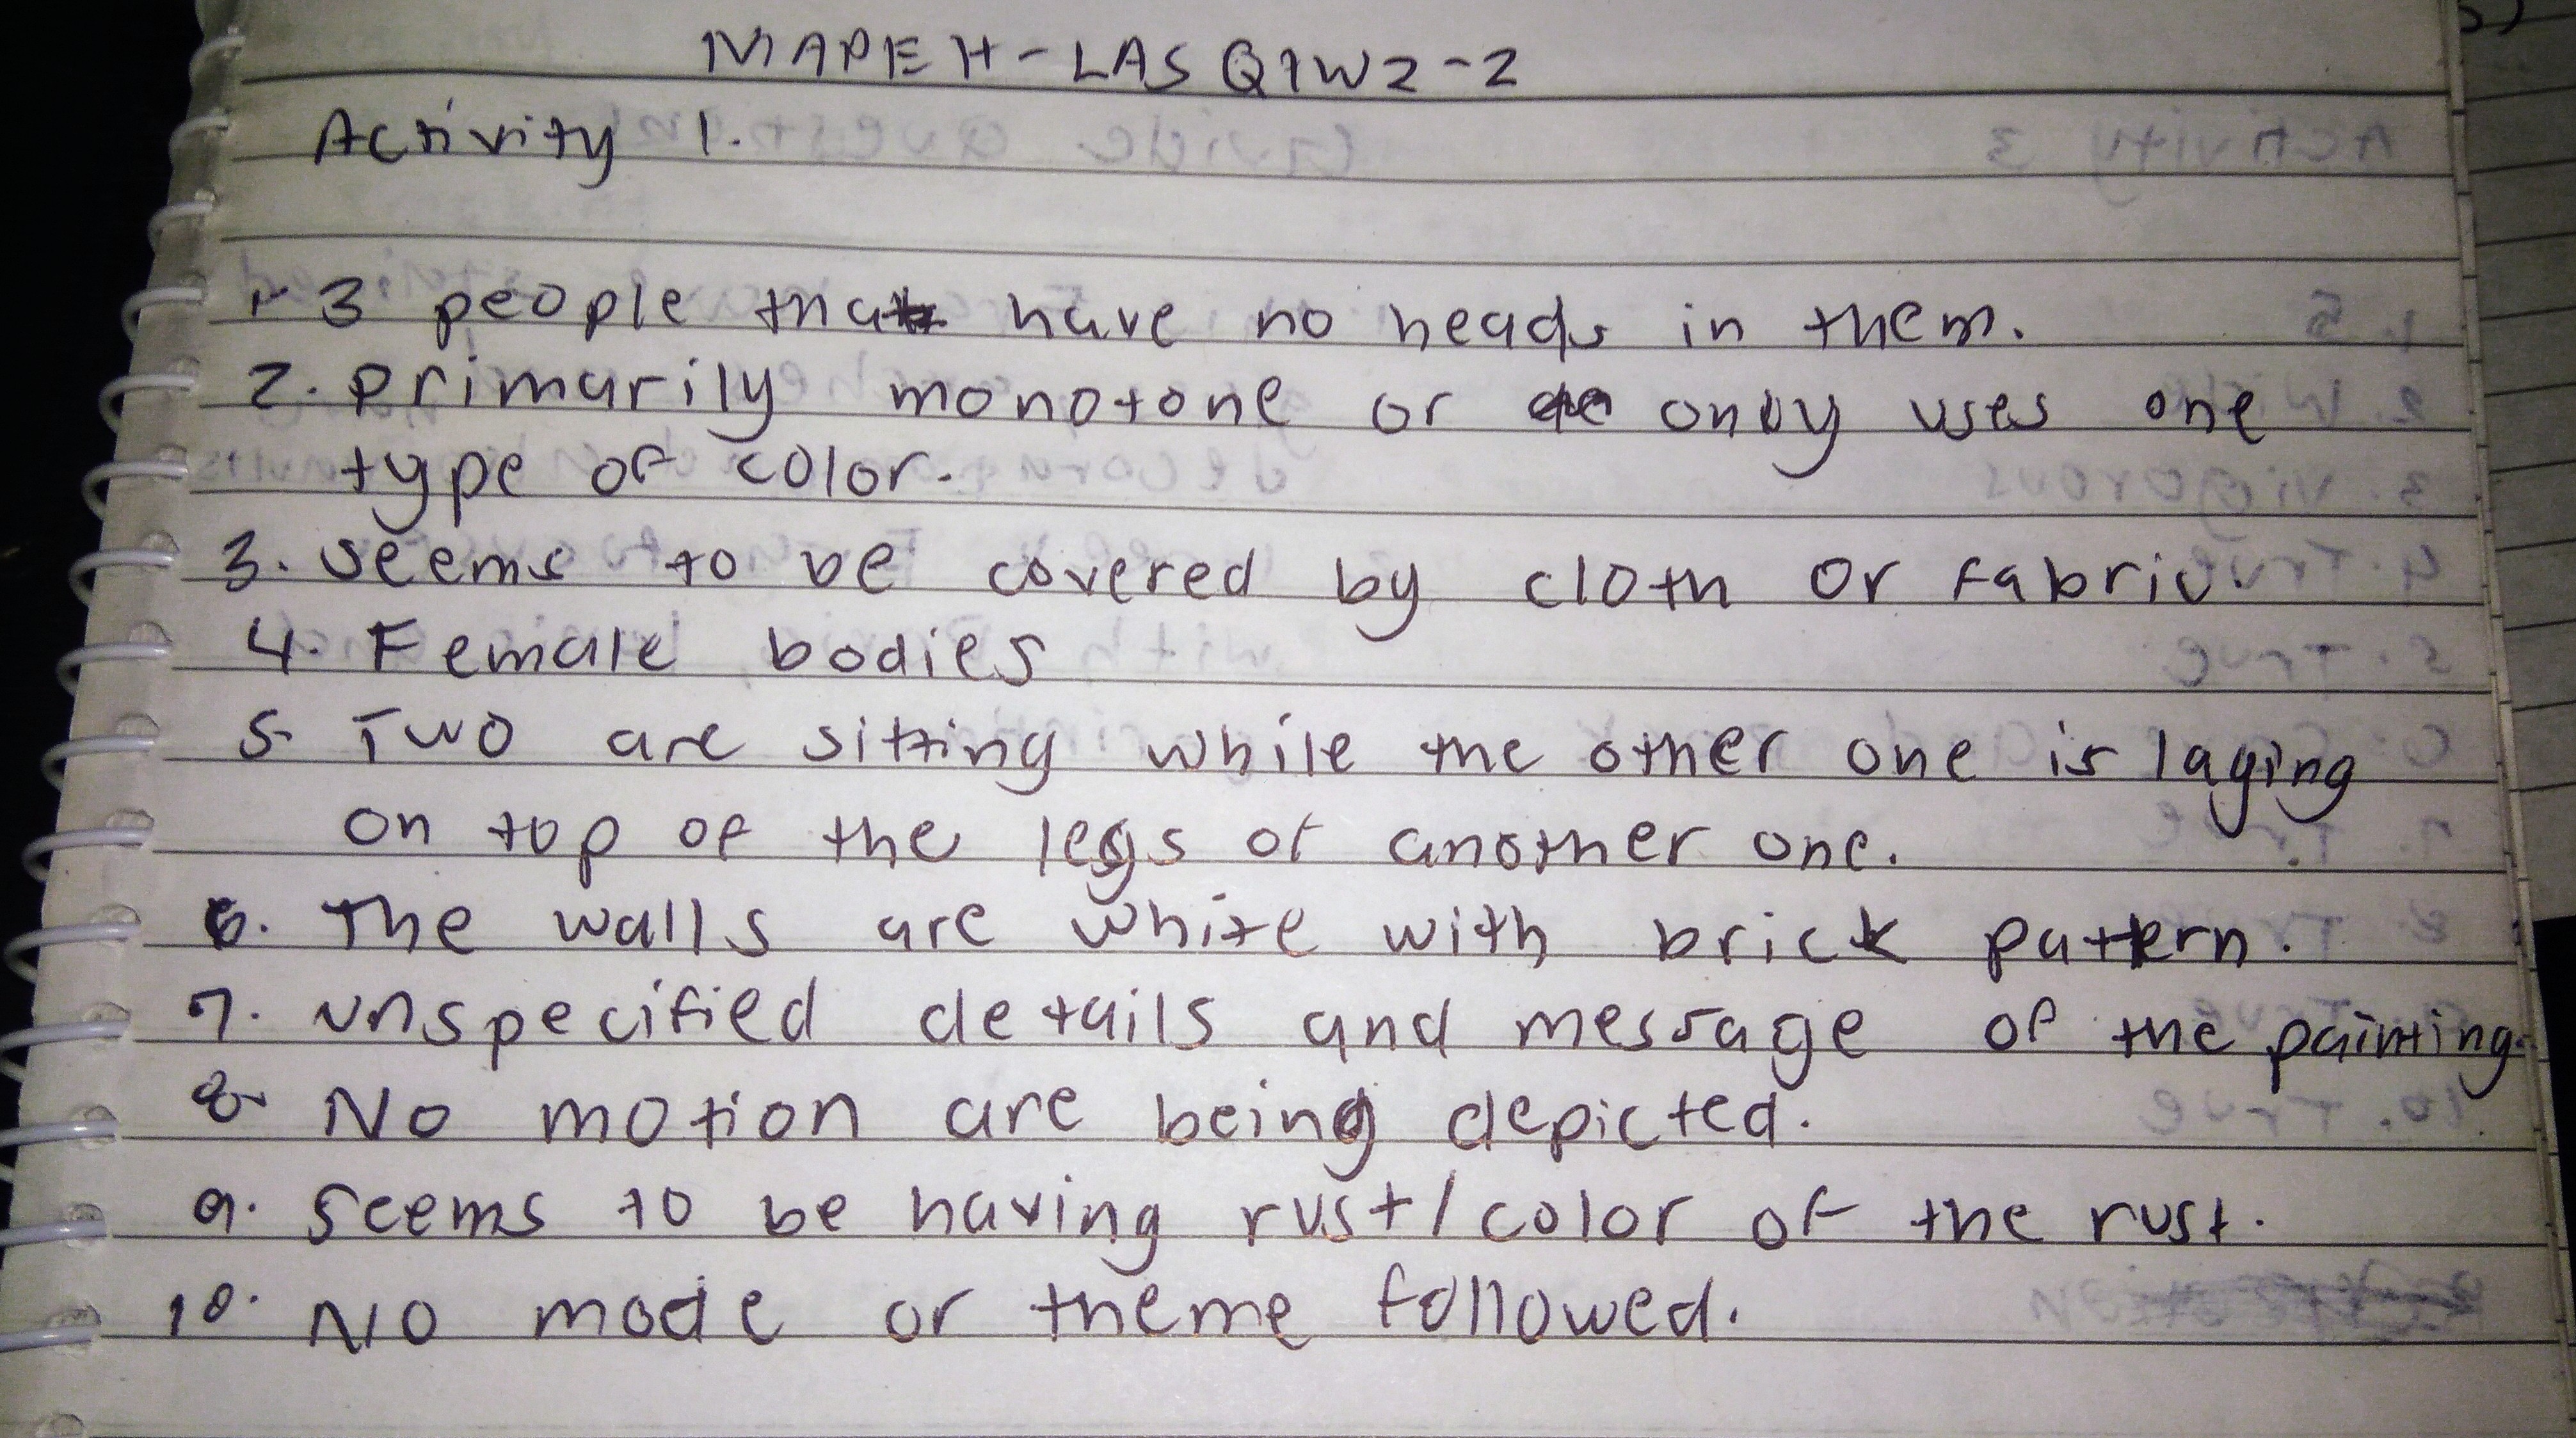 MAPEH-LAS Q1W2-2
Activity 1.
1. 3 people that have no heads in them.
2. primarily monotone or only uses one
type of color.
3. seems to be covered by cloth or fabric.
4. Female bodies
5. Two are sitting while the other one is laying
on top of the legs of another one.
6. The walls are white with brick pattern.
7. unspecified details and message of the painting.
8. No motion are being depicted.
9. seems to be having rust/color of the rust.
10. No mode or theme followed.